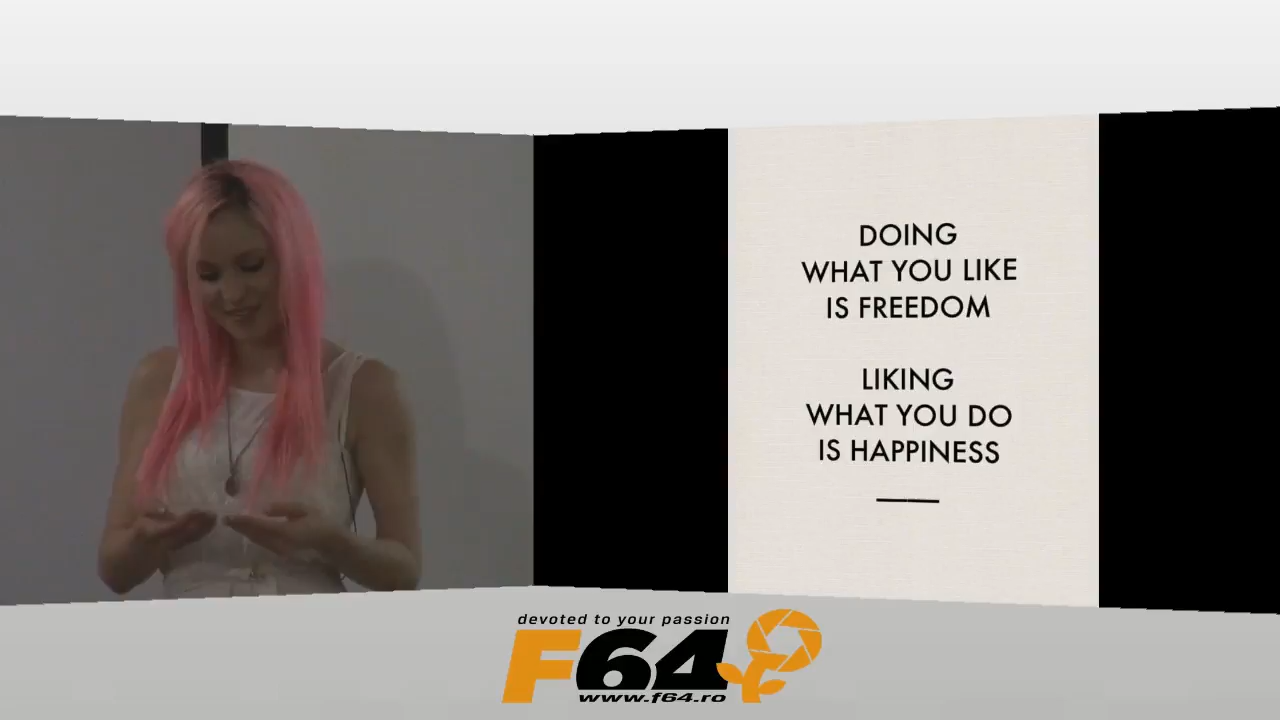 DOING
WHAT YOU LIKE
IS FREEDOM
LIKING
WHAT YOU DO
IS HAPPINESS
devoted to your passion
F64
www.f64.ro